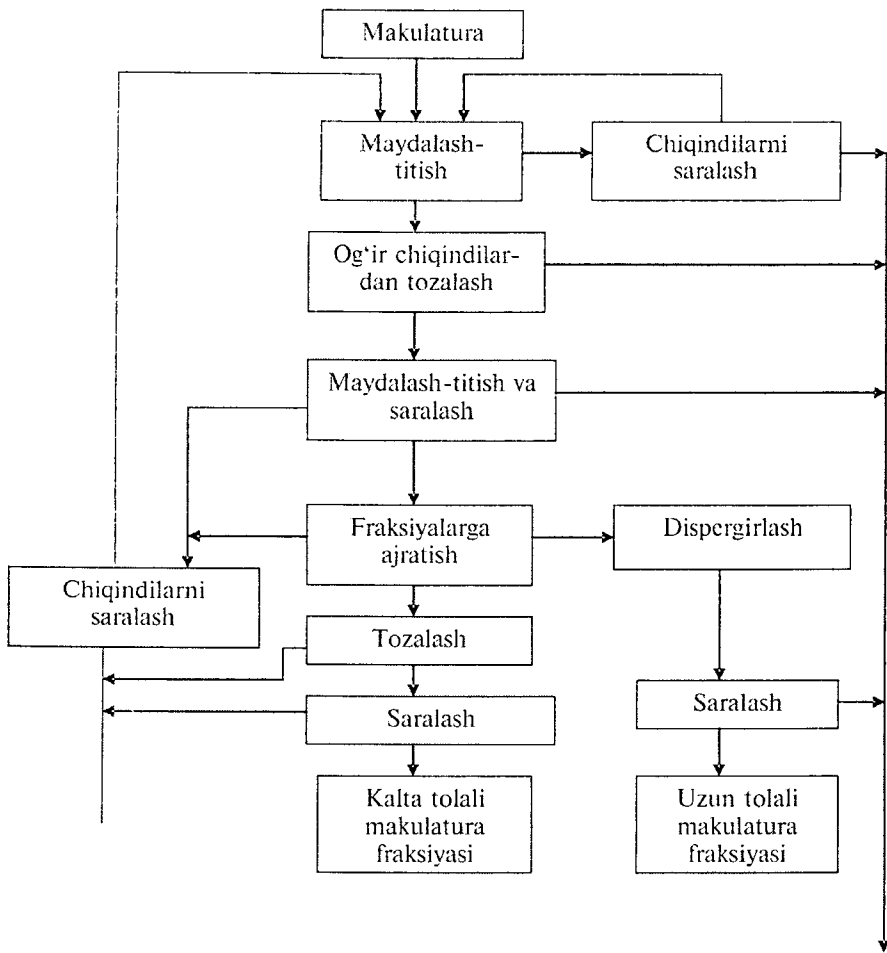 Makulatura
Maydalash-
titish
Chiqindilarni
saralash
Og‘ir chiqindilar-
dan tozalash
Maydalash-titish va
saralash
Fraksiyalarga
ajratish
Dispergirlash
Chiqindilarni
saralash
Tozalash
Saralash
Saralash
Kalta tolali
makulatura
fraksiyasi
Uzun tolali
makulatura
fraksiyasi